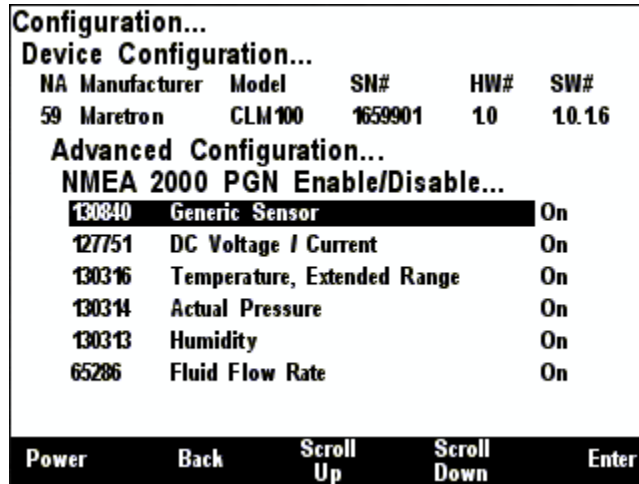 Configuration...
Device Configuration...
NA Manufacturer Model SN# HW# SW#
59 Maretron CLM100 1659901 1.0 1.0.1.6
Advanced Configuration...
NMEA 2000 PGN Enable/Disable...
130840 Generic Sensor On
127751 DC Voltage / Current On
130316 Temperature, Extended Range On
130314 Actual Pressure On
130313 Humidity On
65286 Fluid Flow Rate On
Power Back Scroll Up Scroll Down Enter